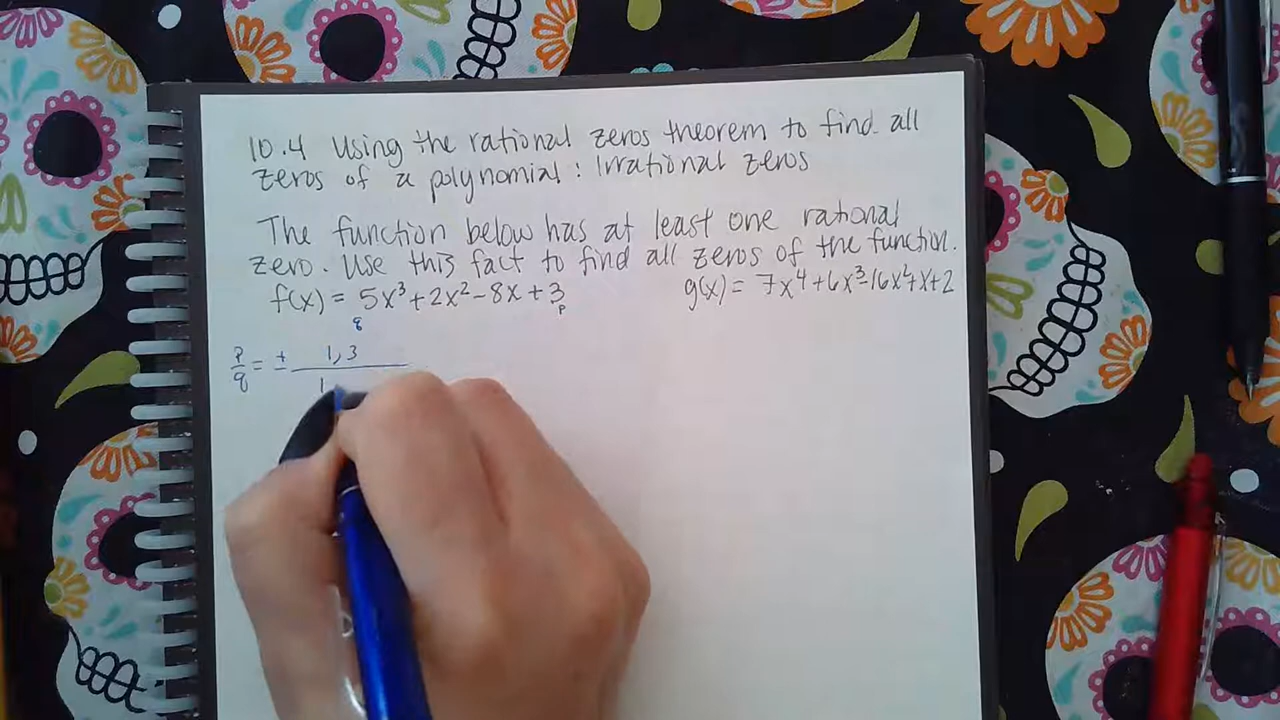 10.4 Using the rational zeros theorem to find all
zeros of a polynomial: Irrational zeros
The function below has at least one rational
zero. Use this fact to find all zeros of the function.
f(x) = 5x³+2x²-8x+3 g(x) = 7x⁴+6x³-16x²+x+2
q p
p/q = ± 1,3
1